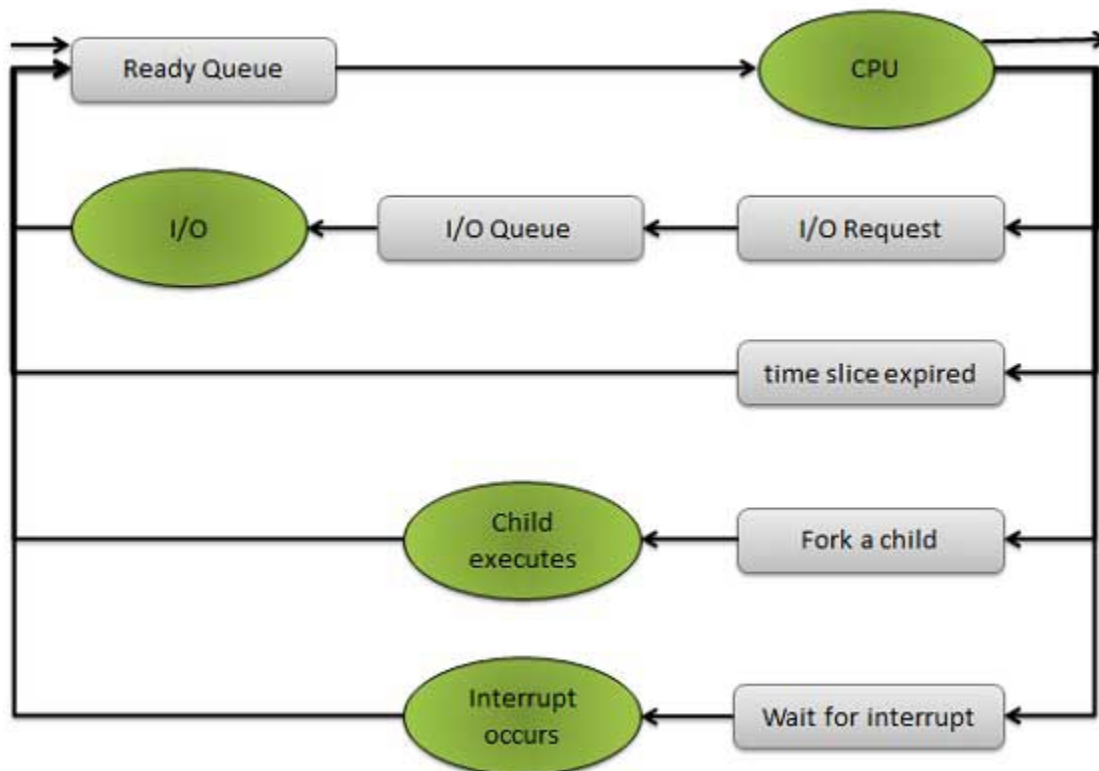 Ready Queue
CPU
I/O
I/O Queue
I/O Request
time slice expired
Child
executes
Fork a child
Interrupt
occurs
Wait for interrupt